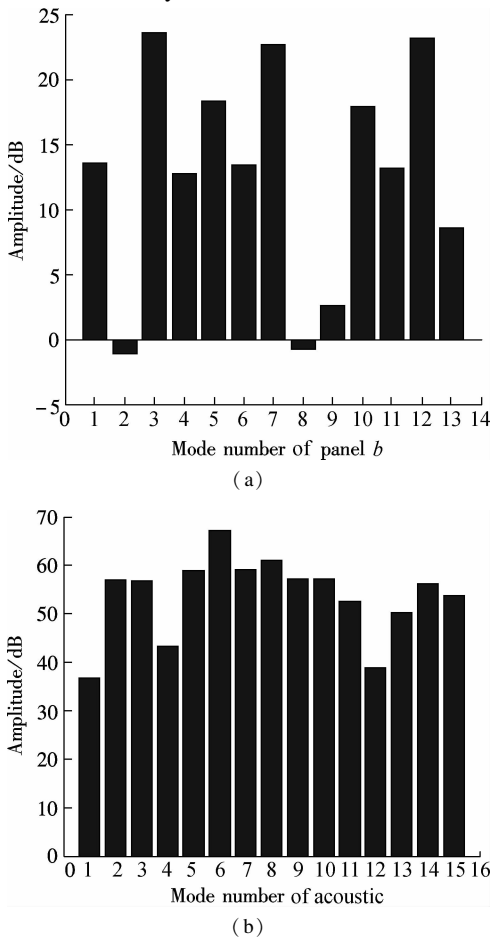 25
20
15
10
5
0
−5
Amplitude/dB
0 1 2 3 4 5 6 7 8 9 10 11 12 13 14
Mode number of panel b
(a)
70
60
50
40
30
20
10
0
Amplitude/dB
0 1 2 3 4 5 6 7 8 9 10 11 12 13 14 15 16
Mode number of acoustic
(b)